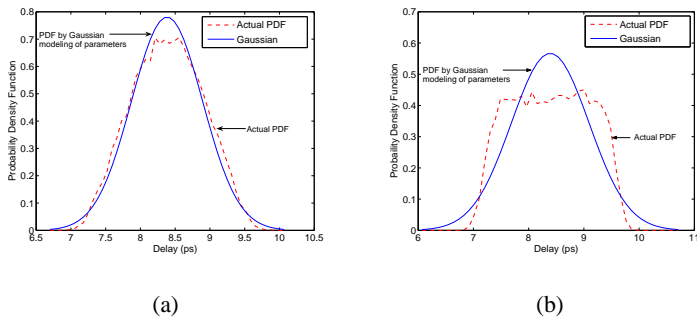 0.8
0.7
0.6
0.5
0.4
0.3
0.2
0.1
0
Probability Density Function
PDF by Gaussian
modeling of parameters
Actual PDF
Gaussian
Actual PDF
6.5 7 7.5 8 8.5 9 9.5 10 10.5
Delay (ps)
(a)
0.7
0.6
0.5
0.4
0.3
0.2
0.1
0
Probaility Density Function
PDF by Gaussian
modeling of parameters
Actual PDF
Gaussian
Actual PDF
6 7 8 9 10 11
Delay (ps)
(b)